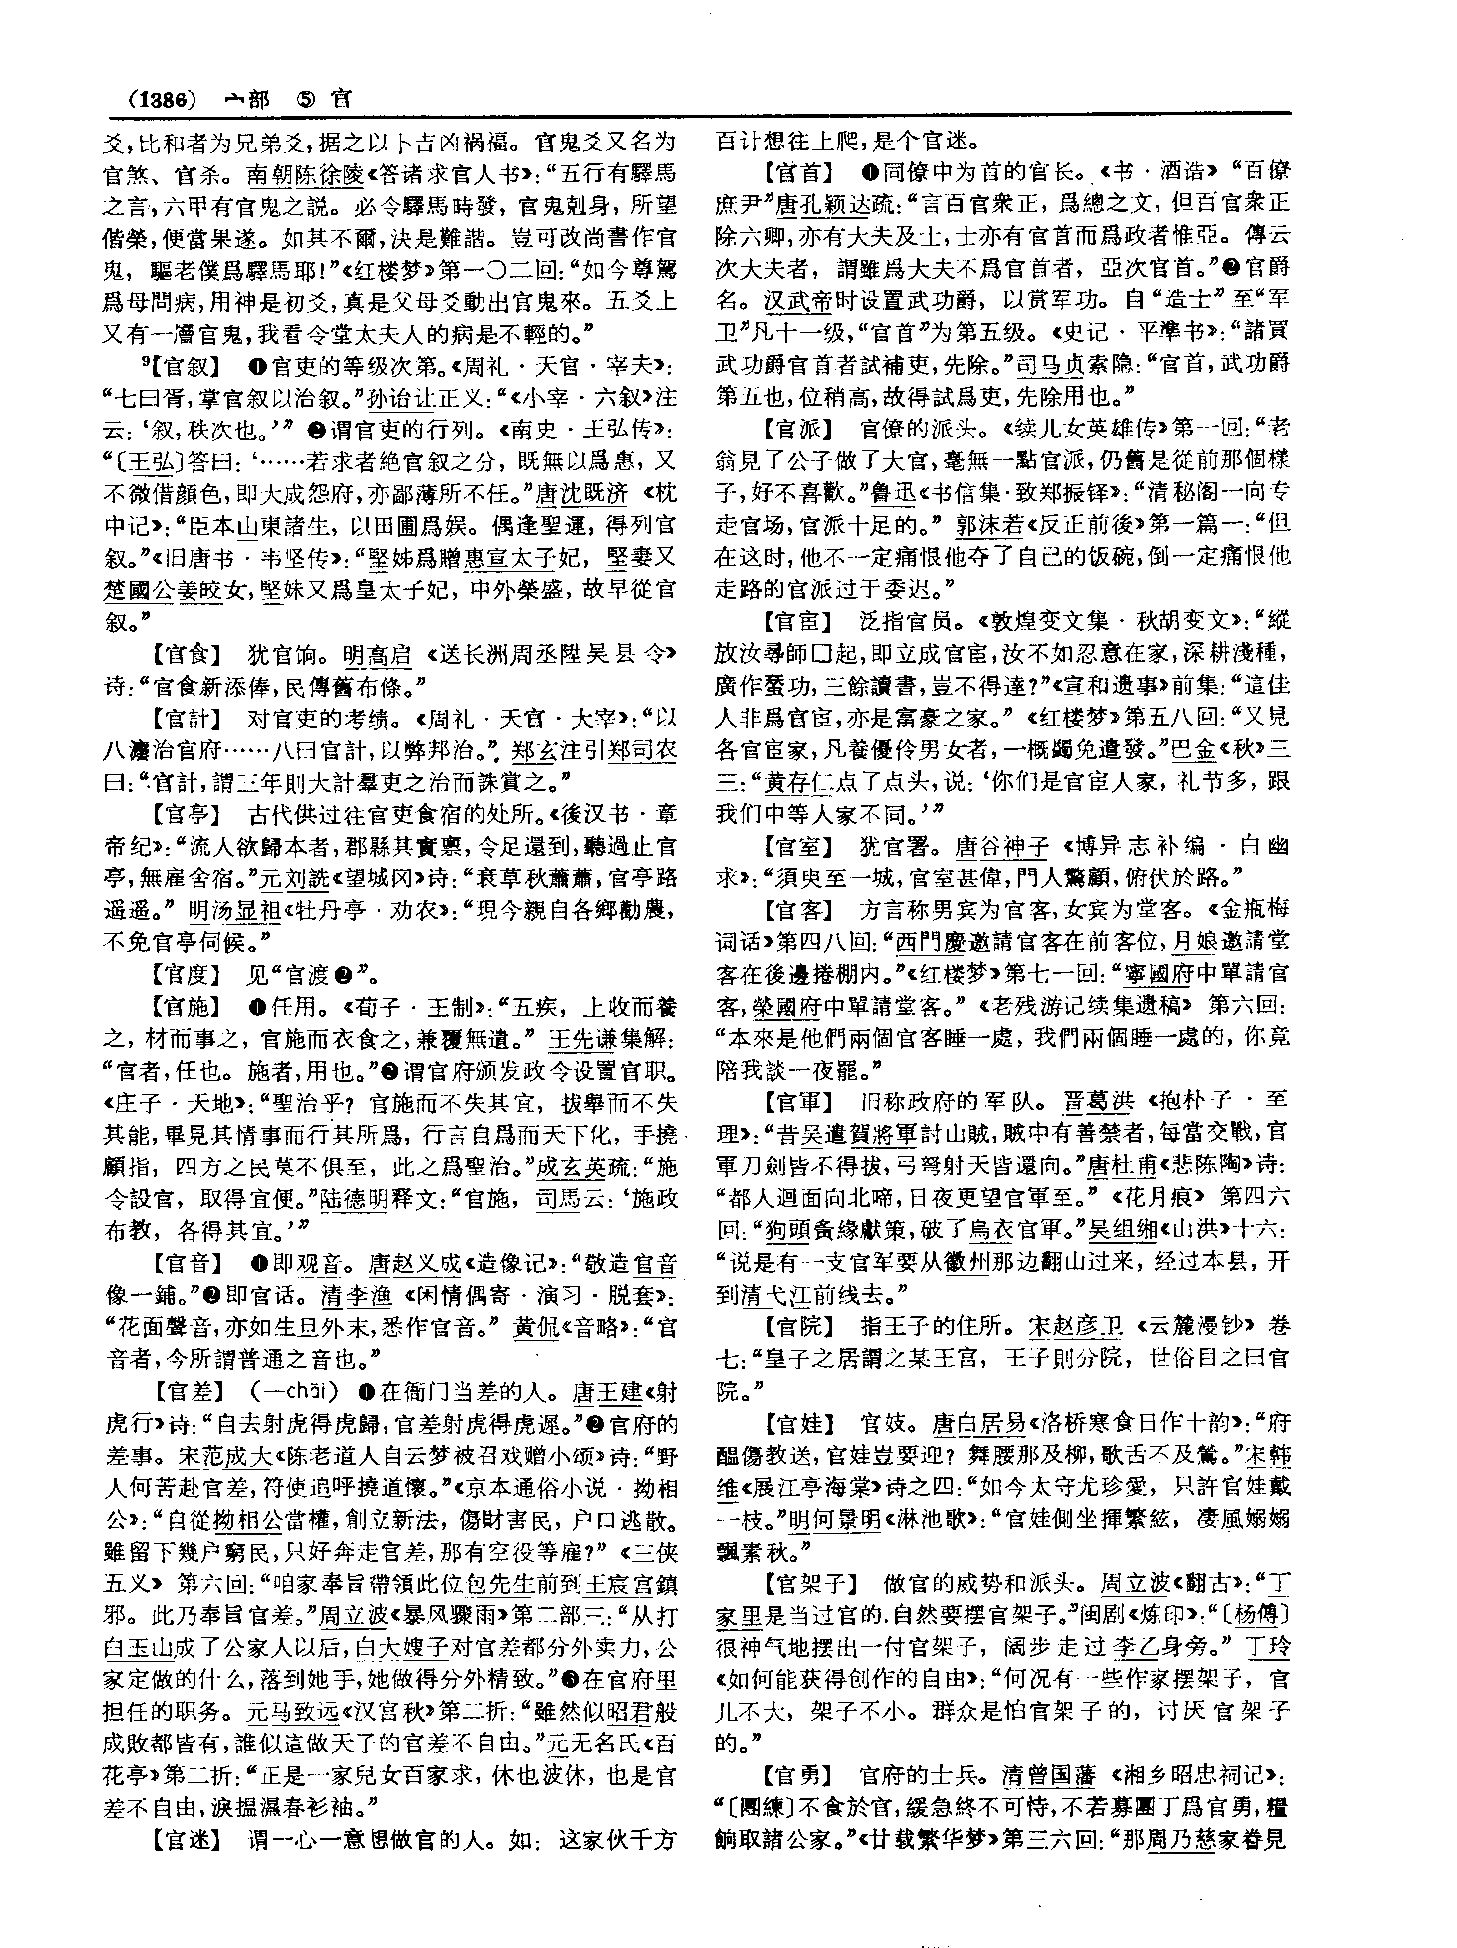 (1386) 宀部 ⑤ 官
爻,比和者为兄弟爻,据之以卜吉凶祸福。官鬼爻又名为
官煞、官杀。南朝陈徐陵《答诸求官人书》:“五行有驛馬
之言,六甲有官鬼之説。必令驛馬時發,官鬼剋身,所望
偕榮,便當果遂。如其不爾,决是難諧。豈可改尚書作官
鬼,驅老僕爲驛馬耶!”《红楼梦》第一〇二回:“如今尊駕
爲母問病,用神是初爻,真是父母爻動出官鬼來。五爻上
又有一層官鬼,我看令堂太夫人的病是不輕的。”
9【官叙】 ❶官吏的等级次第。《周礼·天官·宰夫》:
“七曰胥,掌官叙以治叙。”孙诒让正义:“《小宰·六叙》注
云:‘叙,秩次也。’” ❷谓官吏的行列。《南史·王弘传》:
“〔王弘〕答曰:‘……若求者絶官叙之分,既無以爲惠,又
不微借顔色,即大成怨府,亦鄙薄所不任。”唐沈既济《枕
中记》:“臣本山東諸生,以田圃爲娱。偶逢聖運,得列官
叙。”《旧唐书·韦坚传》:“堅姊爲贈惠宣太子妃,堅妻又
楚國公姜皎女,堅妹又爲皇太子妃,中外榮盛,故早從官
叙。”
【官食】 犹官饷。明高启《送长洲周丞陞吴县令》
诗:“官食新添俸,民傳舊布條。”
【官計】 对官吏的考绩。《周礼·天官·大宰》:“以
八灋治官府……八曰官計,以弊邦治。”郑玄注引郑司农
曰:“官計,謂三年則大計羣吏之治而誅賞之。”
【官亭】 古代供过往官吏食宿的处所。《後汉书·章
帝纪》:“流人欲歸本者,郡縣其實禀,令足還到,聽過止官
亭,無雇舍宿。”元刘詵《望城冈》诗:“衰草秋蕭蕭,官亭路
遥遥。”明汤显祖《牡丹亭·劝农》:“現今親自各鄉勸農,
不免官亭伺候。”
【官度】 见“官渡❷”。
【官施】 ❶任用。《荀子·王制》:“五疾,上收而養
之,材而事之,官施而衣食之,兼覆無遺。”王先谦集解:
“官者,任也。施者,用也。”❷谓官府颁发政令设置官职。
《庄子·天地》:“聖治乎?官施而不失其宜,拔舉而不失
其能,畢見其情事而行其所爲,行言自爲而天下化,手撓
顧指,四方之民莫不俱至,此之爲聖治。”成玄英疏:“施
令設官,取得宜便。”陆德明释文:“官施,司馬云:‘施政
布教,各得其宜。’”
【官音】 ❶即观音。唐赵义成《造像记》:“敬造官音
像一鋪。”❷即官话。清李渔《闲情偶寄·演习·脱套》:
“花面聲音,亦如生旦外末,悉作官音。”黄侃《音略》:“官
音者,今所謂普通之音也。”
【官差】 (—chāi) ❶在衙门当差的人。唐王建《射
虎行》诗:“自去射虎得虎歸,官差射虎得虎遲。”❷官府的
差事。宋范成大《陈老道人自云梦被召戏赠小颂》诗:“野
人何苦赴官差,符使追呼撓道懷。”《京本通俗小说·拗相
公》:“自從拗相公當權,創立新法,傷財害民,户口逃散。
雖留下幾户窮民,只好奔走官差,那有空役等雇?”《三侠
五义》第六回:“咱家奉旨帶領此位包先生前到玉宸宫鎮
邪。此乃奉旨官差。”周立波《暴风骤雨》第二部三:“从打
白玉山成了公家人以后,白大嫂子对官差都分外卖力,公
家定做的什么,落到她手,她做得分外精致。”❸在官府里
担任的职务。元马致远《汉宫秋》第二折:“雖然似昭君般
成敗都皆有,誰似這做天子的官差不自由。”元无名氏《百
花亭》第二折:“正是一家兒女百家求,休也波休,也是官
差不自由,淚揾濕春衫袖。”
【官迷】 谓一心一意想做官的人。如:这家伙千方
百计想往上爬,是个官迷。
【官首】 ❶同僚中为首的官长。《书·酒诰》“百僚
庶尹”唐孔颖达疏:“言百官衆正,爲總之文,但百官衆正
除六卿,亦有大夫及士,士亦有官首而爲政者惟亞。傳云
次大夫者,謂雖爲大夫不爲官首者,亞次官首。”❷官爵
名。汉武帝时设置武功爵,以赏军功。自“造士”至“军
卫”凡十一级,“官首”为第五级。《史记·平準书》:“諸買
武功爵官首者試補吏,先除。”司马贞索隐:“官首,武功爵
第五也,位稍高,故得試爲吏,先除用也。”
【官派】 官僚的派头。《续儿女英雄传》第一回:“老
翁見了公子做了大官,毫無一點官派,仍舊是從前那個樣
子,好不喜歡。”鲁迅《书信集·致郑振铎》:“清秘阁一向专
走官场,官派十足的。”郭沫若《反正前後》第一篇一:“但
在这时,他不一定痛恨他夺了自己的饭碗,倒一定痛恨他
走路的官派过于委迟。”
【官宦】 泛指官员。《敦煌变文集·秋胡变文》:“縱
放汝尋師囗起,即立成官宦,汝不如忍意在家,深耕淺種,
廣作蠶功,三餘讀書,豈不得達?”《宣和遗事》前集:“這佳
人非爲官宦,亦是富豪之家。”《红楼梦》第五八回:“又見
各官宦家,凡養優伶男女者,一概蠲免遣發。”巴金《秋》三
三:“黄存仁点了点头,说:‘你们是官宦人家,礼节多,跟
我们中等人家不同。’”
【官室】 犹官署。唐谷神子《博异志补编·白幽
求》:“須臾至一城,官室甚偉,門人驚顧,俯伏於路。”
【官客】 方言称男宾为官客,女宾为堂客。《金瓶梅
词话》第四八回:“西門慶邀請官客在前客位,月娘邀請堂
客在後邊捲棚内。”《红楼梦》第七一回:“寧國府中單請官
客,榮國府中單請堂客。”《老残游记续集遗稿》第六回:
“本來是他們兩個官客睡一處,我們兩個睡一處的,你竟
陪我談一夜罷。”
【官軍】 旧称政府的军队。晋葛洪《抱朴子·至
理》:“昔吴遣賀將軍討山賊,賊中有善禁者,每當交戰,官
軍刀劍皆不得拔,弓弩射天皆還向。”唐杜甫《悲陈陶》诗:
“都人迴面向北啼,日夜更望官軍至。”《花月痕》第四六
回:“狗頭夤緣獻策,破了烏衣官軍。”吴组缃《山洪》十六:
“说是有一支官军要从徽州那边翻山过来,经过本县,开
到清弋江前线去。”
【官院】 指王子的住所。宋赵彦卫《云麓漫钞》卷
七:“皇子之居謂之某王宫,王子則分院,世俗目之曰官
院。”
【官娃】 官妓。唐白居易《洛桥寒食日作十韵》:“府
醖傷教送,官娃豈要迎?舞腰那及柳,歌舌不及鶯。”宋韩
维《展江亭海棠》诗之四:“如今太守尤珍愛,只許官娃戴
一枝。”明何景明《淋池歌》:“官娃側坐揮繁絃,凄風嫋嫋
飄素秋。”
【官架子】 做官的威势和派头。周立波《翻古》:“丁
家里是当过官的,自然要摆官架子。”闽剧《炼印》:“〔杨傅〕
很神气地摆出一付官架子,阔步走过李乙身旁。”丁玲
《如何能获得创作的自由》:“何况有一些作家摆架子,官
儿不大,架子不小。群众是怕官架子的,讨厌官架子
的。”
【官勇】 官府的士兵。清曾国藩《湘乡昭忠祠记》:
“〔團練〕不食於官,緩急終不可恃,不若募團丁爲官勇,糧
餉取諸公家。”《廿载繁华梦》第三六回:“那周乃慈家眷見